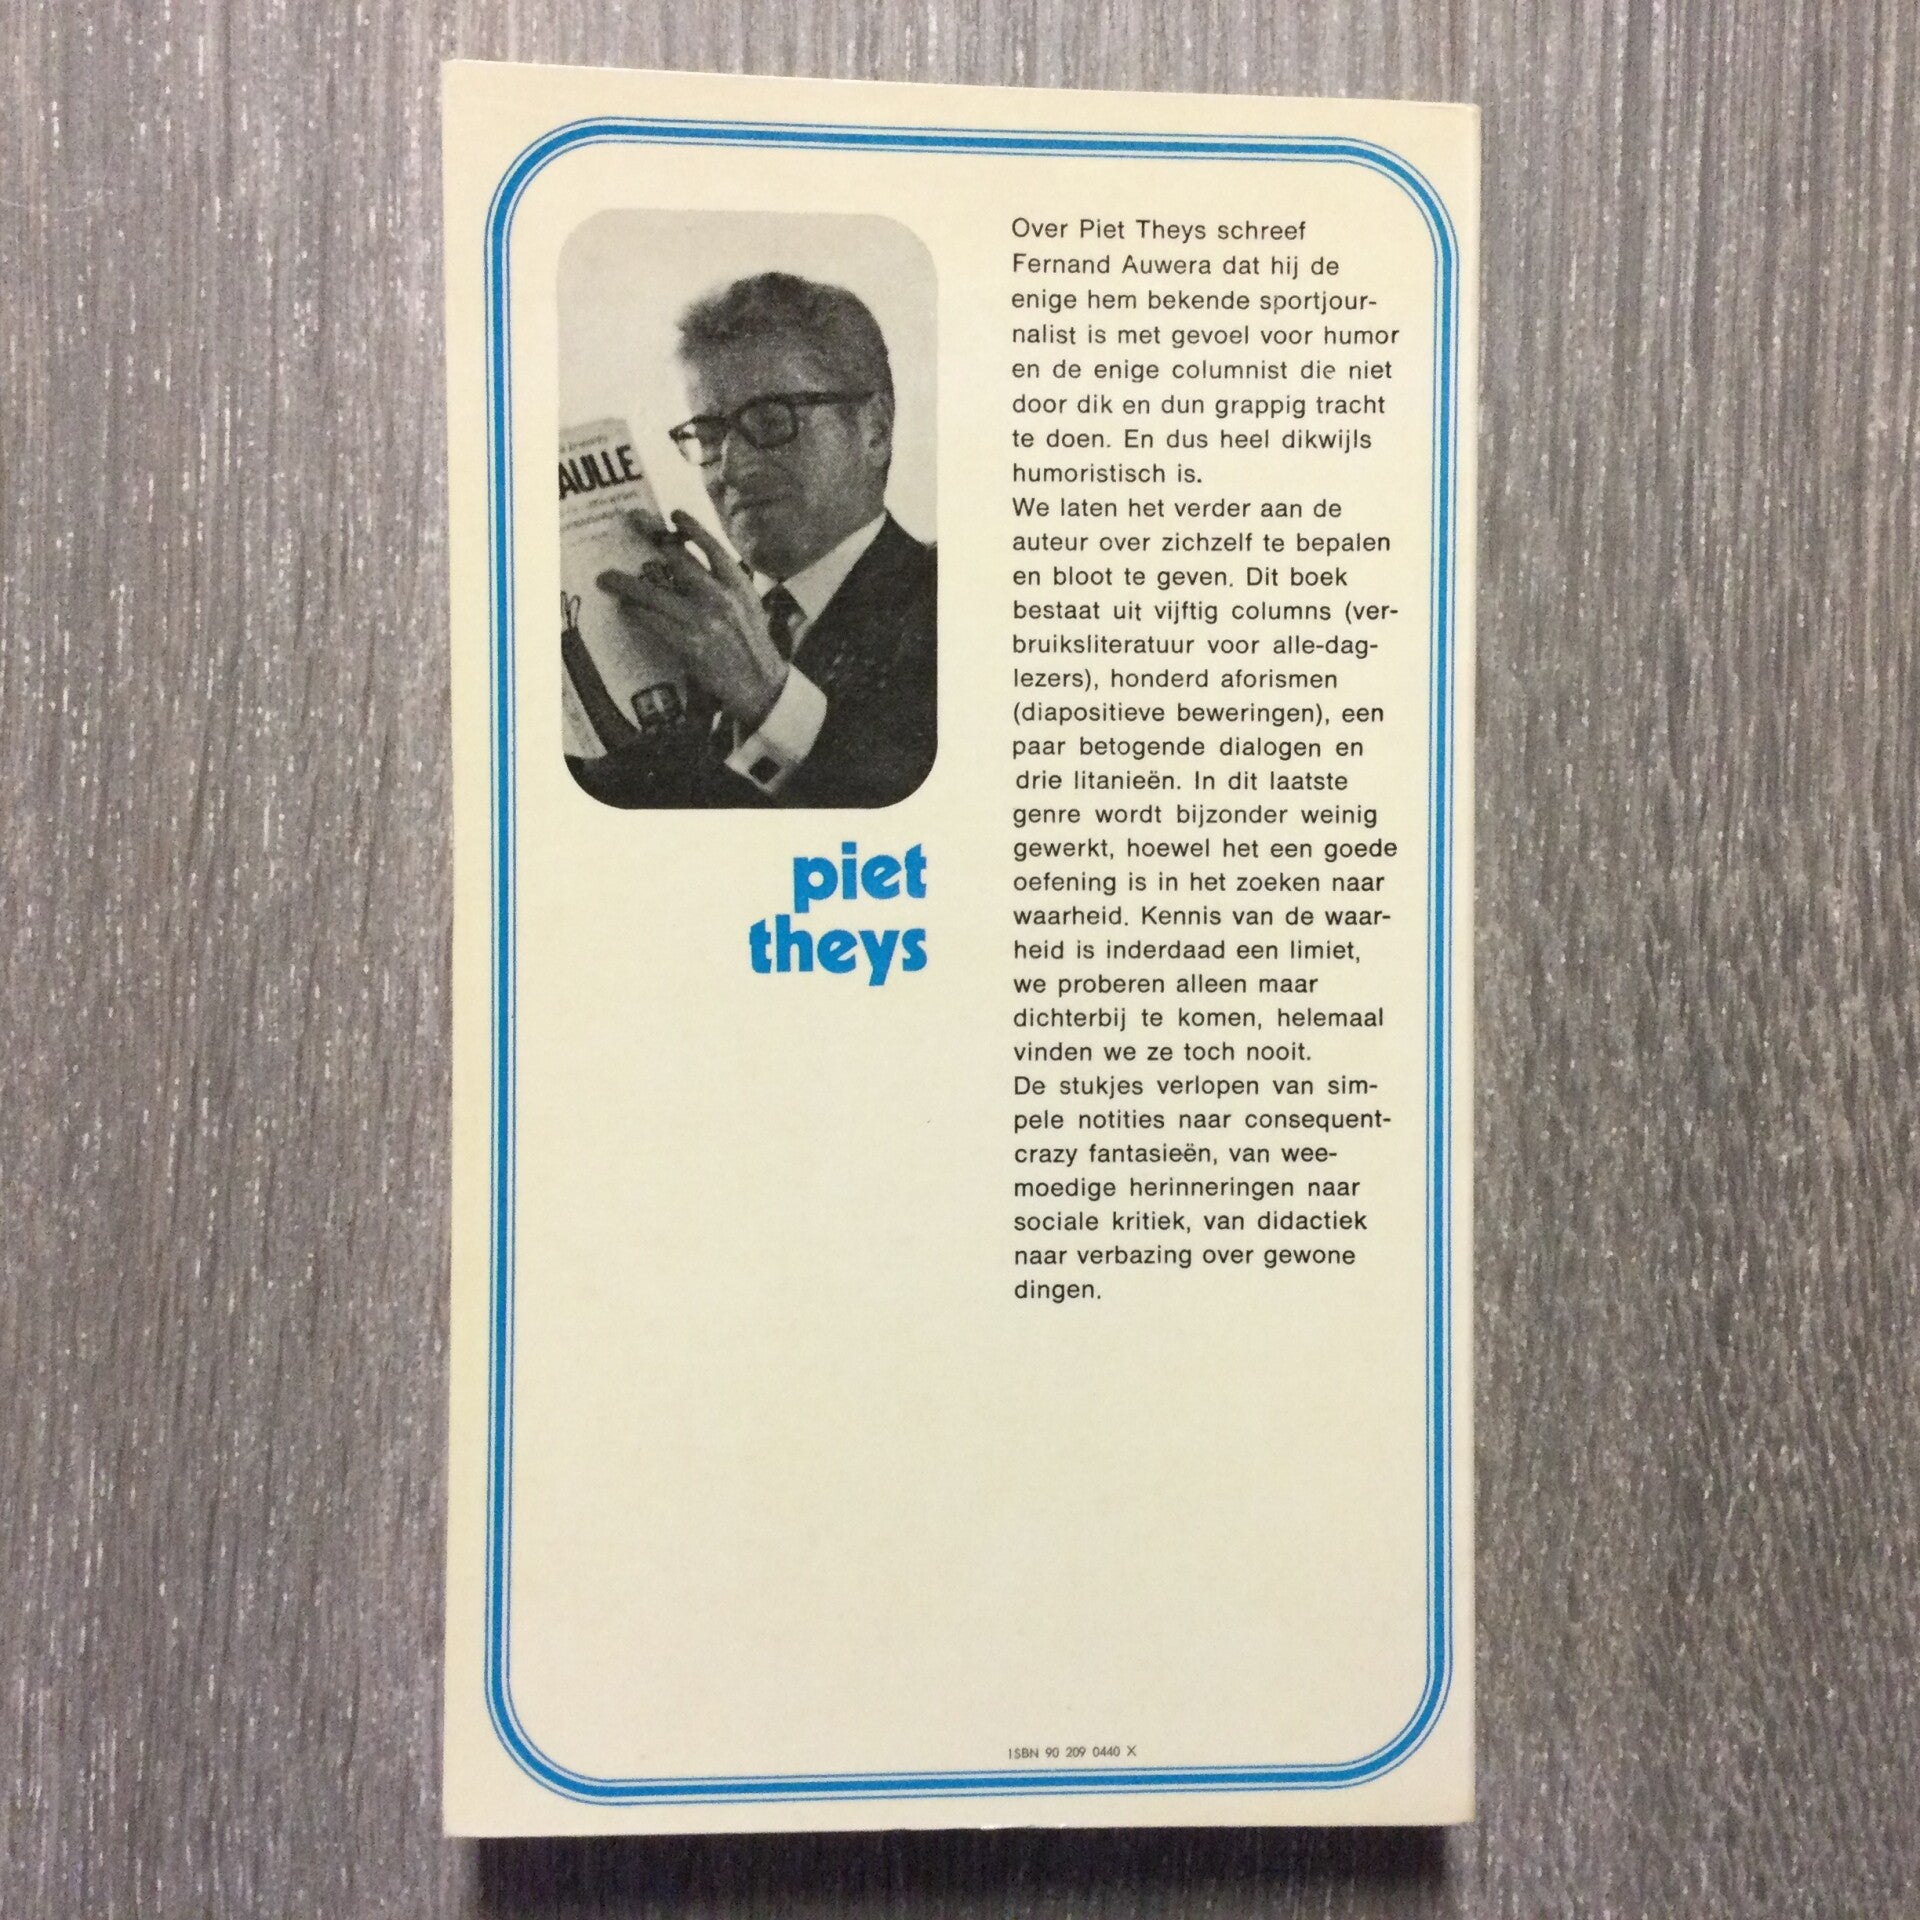 AULLE
piet
theys
Over Piet Theys schreef
Fernand Auwera dat hij de
enige hem bekende sportjour-
nalist is met gevoel voor humor
en de enige columnist die niet
door dik en dun grappig tracht
te doen. En dus heel dikwijls
humoristisch is.
We laten het verder aan de
auteur over zichzelf te bepalen
en bloot te geven. Dit boek
bestaat uit vijftig columns (ver-
bruiksliteratuur voor alle-dag-
lezers), honderd aforismen
(diapositieve beweringen), een
paar betogende dialogen en
drie litanieën. In dit laatste
genre wordt bijzonder weinig
gewerkt, hoewel het een goede
oefening is in het zoeken naar
waarheid. Kennis van de waar-
heid is inderdaad een limiet,
we proberen alleen maar
dichterbij te komen, helemaal
vinden we ze toch nooit.
De stukjes verlopen van sim-
pele notities naar consequent-
crazy fantasieën, van wee-
moedige herinneringen naar
sociale kritiek, van didactiek
naar verbazing over gewone
dingen.
ISBN 90 209 0440 X